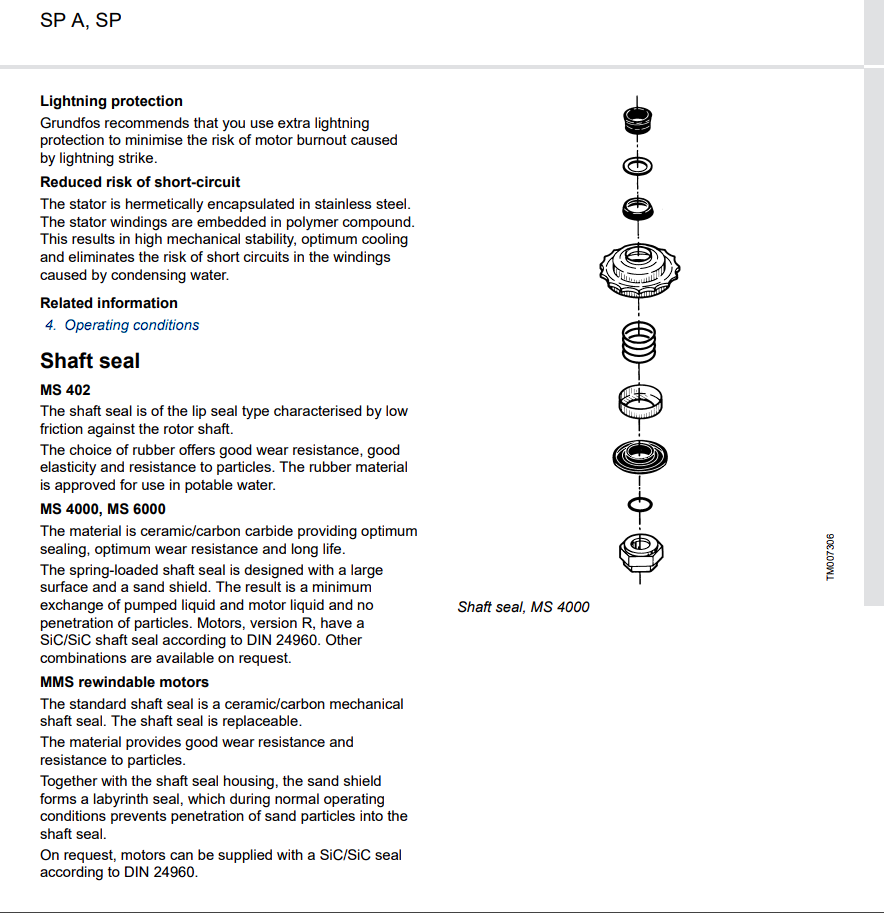 SP A, SP
Lightning protection
Grundfos recommends that you use extra lightning
protection to minimise the risk of motor burnout caused
by lightning strike.
Reduced risk of short-circuit
The stator is hermetically encapsulated in stainless steel.
The stator windings are embedded in polymer compound.
This results in high mechanical stability, optimum cooling
and eliminates the risk of short circuits in the windings
caused by condensing water.
Related information
4. Operating conditions
Shaft seal
MS 402
The shaft seal is of the lip seal type characterised by low
friction against the rotor shaft.
The choice of rubber offers good wear resistance, good
elasticity and resistance to particles. The rubber material
is approved for use in potable water.
MS 4000, MS 6000
The material is ceramic/carbon carbide providing optimum
sealing, optimum wear resistance and long life.
The spring-loaded shaft seal is designed with a large
surface and a sand shield. The result is a minimum
exchange of pumped liquid and motor liquid and no
penetration of particles. Motors, version R, have a
SiC/SiC shaft seal according to DIN 24960. Other
combinations are available on request.
MMS rewindable motors
The standard shaft seal is a ceramic/carbon mechanical
shaft seal. The shaft seal is replaceable.
The material provides good wear resistance and
resistance to particles.
Together with the shaft seal housing, the sand shield
forms a labyrinth seal, which during normal operating
conditions prevents penetration of sand particles into the
shaft seal.
On request, motors can be supplied with a SiC/SiC seal
according to DIN 24960.
TM007306
Shaft seal, MS 4000